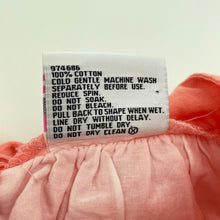 974686
100% COTTON
COLD GENTLE MACHINE WASH
SEPARATELY BEFORE USE.
REDUCE SPIN.
DO NOT SOAK.
DO NOT BLEACH.
PULL BACK TO SHAPE WHEN WET.
LINE DRY WITHOUT DELAY.
DO NOT TUMBLE DRY.
DO NOT DRY CLEAN